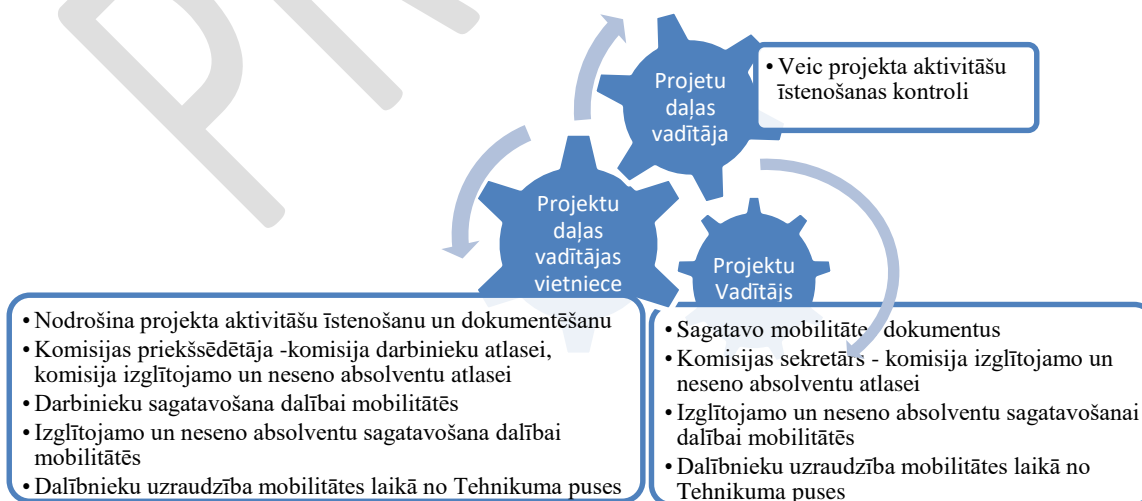 Projetu
daļas
vadītāja
• Veic projekta aktivitāšu
īstenošanas kontroli
Projektu
daļas
vadītājas
vietniece
Projektu
Vadītājs
• Nodrošina projekta aktivitāšu īstenošanu un dokumentēšanu
• Komisijas priekšsēdētāja -komisija darbinieku atlasei,
komisija izglītojamo un neseno absolventu atlasei
• Darbinieku sagatavošana dalībai mobilitātēs
• Izglītojamo un neseno absolventu sagatavošana dalībai
mobilitātēs
• Dalībnieku uzraudzība mobilitātes laikā no Tehnikuma puses
• Sagatavo mobilitātes dokumentus
• Komisijas sekretārs - komisija izglītojamo un
neseno absolventu atlasei
• Izglītojamo un neseno absolventu sagatavošanai
dalībai mobilitātēs
• Dalībnieku uzraudzība mobilitātes laikā no
Tehnikuma puses